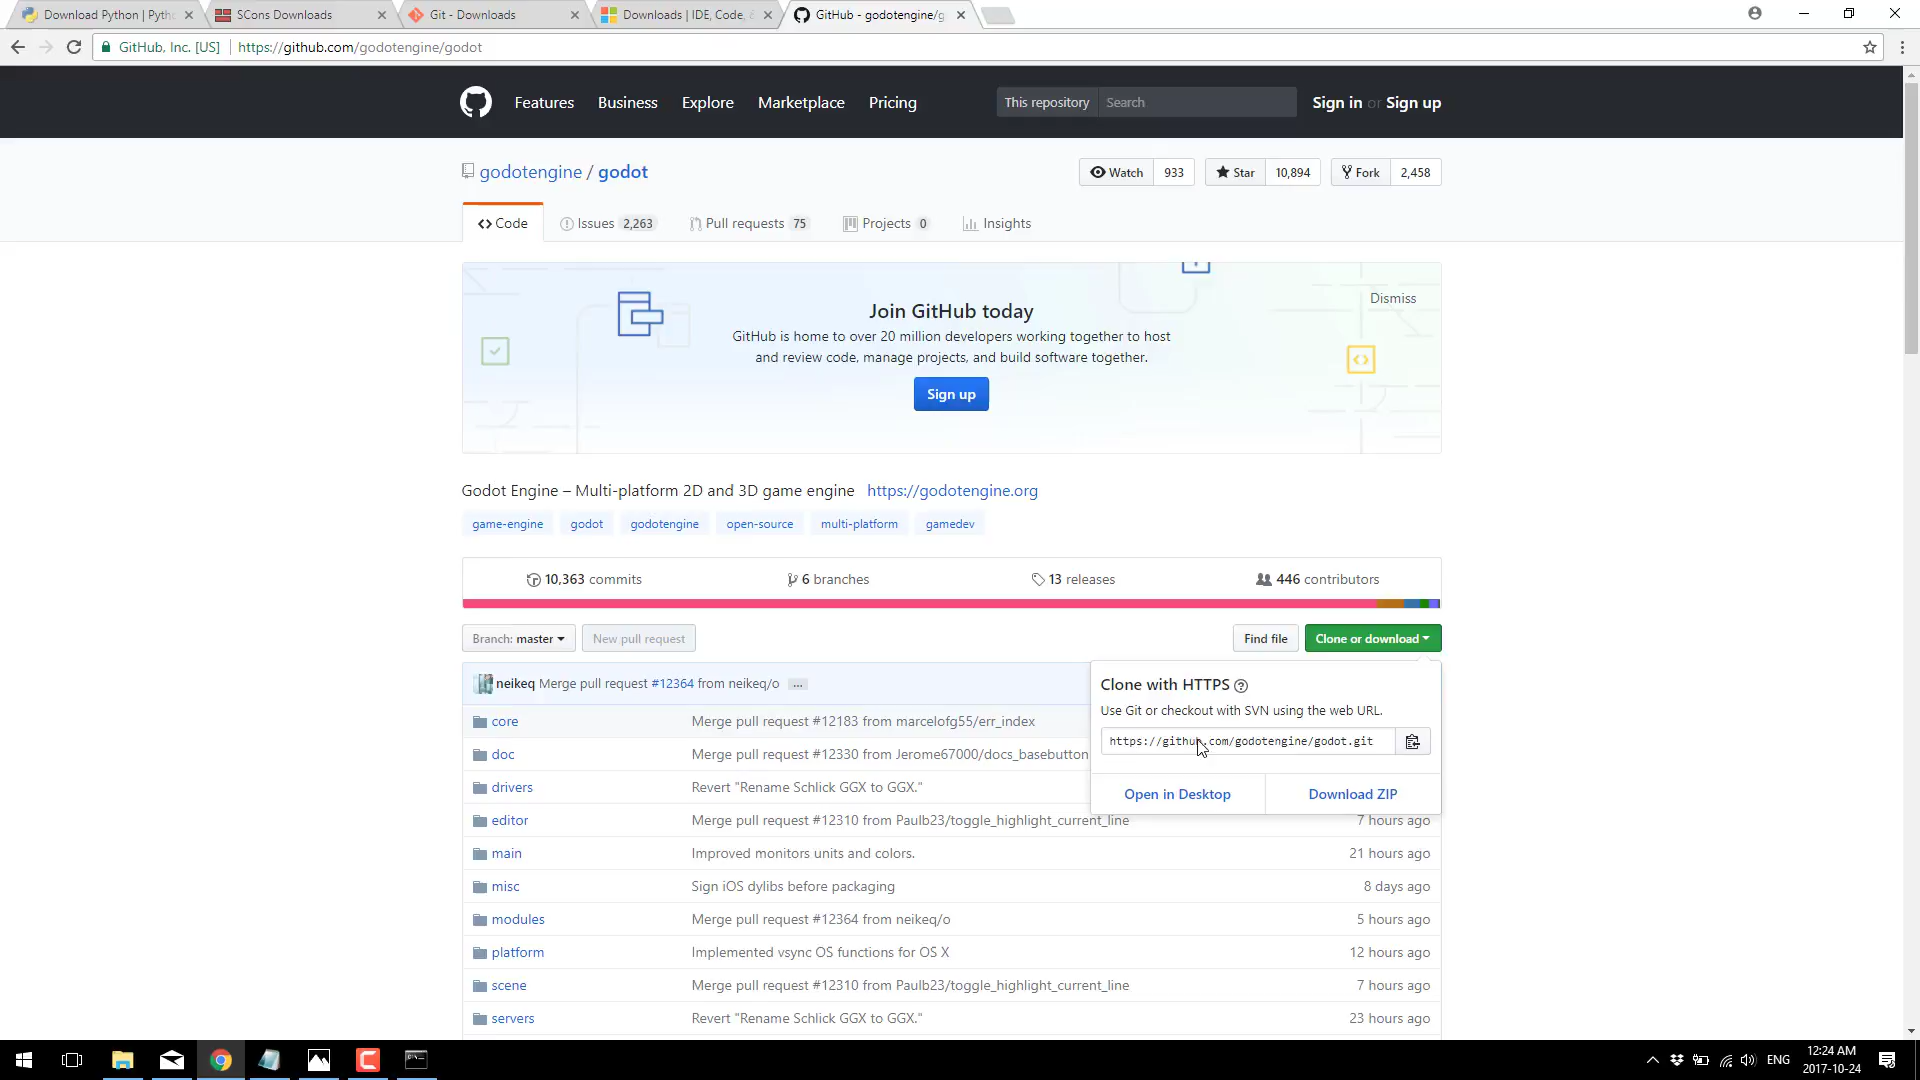 Download Python | Pyth
SCons Downloads
Git - Downloads
Downloads | IDE, Code, &
GitHub - godotengine/g
GitHub, Inc. [US]
https://github.com/godotengine/godot
Features
Business
Explore
Marketplace
Pricing
This repository
Search
Sign in or Sign up
godotengine / godot
Watch 933
Star 10,894
Fork 2,458
Code
Issues 2,263
Pull requests 75
Projects 0
Insights
Join GitHub today
Dismiss
GitHub is home to over 20 million developers working together to host
and review code, manage projects, and build software together.
Sign up
Godot Engine – Multi-platform 2D and 3D game engine https://godotengine.org
game-engine
godot
godotengine
open-source
multi-platform
gamedev
10,363 commits
6 branches
13 releases
446 contributors
Branch: master
New pull request
Find file
Clone or download
neikeq Merge pull request #12364 from neikeq/o ...
Clone with HTTPS
Use Git or checkout with SVN using the web URL.
https://github.com/godotengine/godot.git
Open in Desktop
Download ZIP
core Merge pull request #12183 from marcelofg55/err_index
doc Merge pull request #12330 from Jerome67000/docs_basebutton
drivers Revert "Rename Schlick GGX to GGX."
editor Merge pull request #12310 from Paulb23/toggle_highlight_current_line 7 hours ago
main Improved monitors units and colors. 21 hours ago
misc Sign iOS dylibs before packaging 8 days ago
modules Merge pull request #12364 from neikeq/o 5 hours ago
platform Implemented vsync OS functions for OS X 12 hours ago
scene Merge pull request #12310 from Paulb23/toggle_highlight_current_line 7 hours ago
servers Revert "Rename Schlick GGX to GGX." 23 hours ago
ENG
12:24 AM
2017-10-24